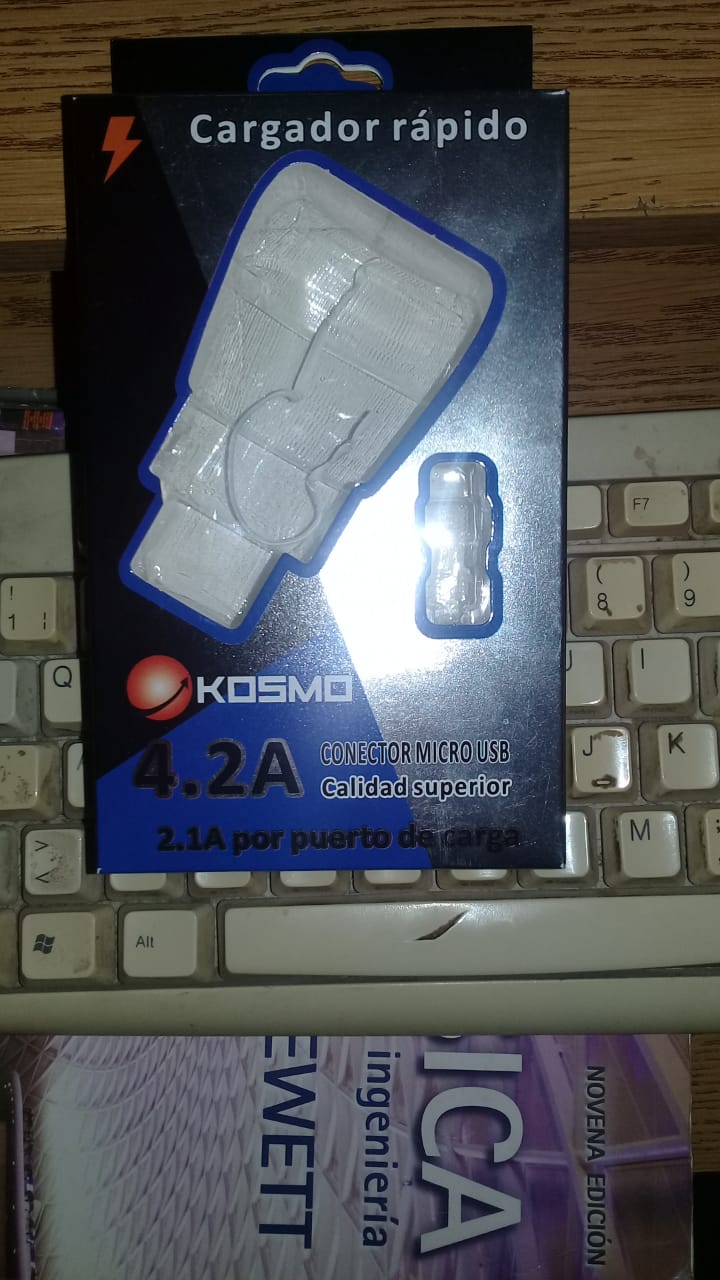 Cargador rápido
KOSMO
4.2A
CONECTOR MICRO USB
Calidad superior
2.1A por puerto de carga
F7
!
1 ¦
(
8
)
9
Q
I
J
K
M
>
<
Alt
NOVENA EDICIÓN
ICA
ingeniería
EWETT